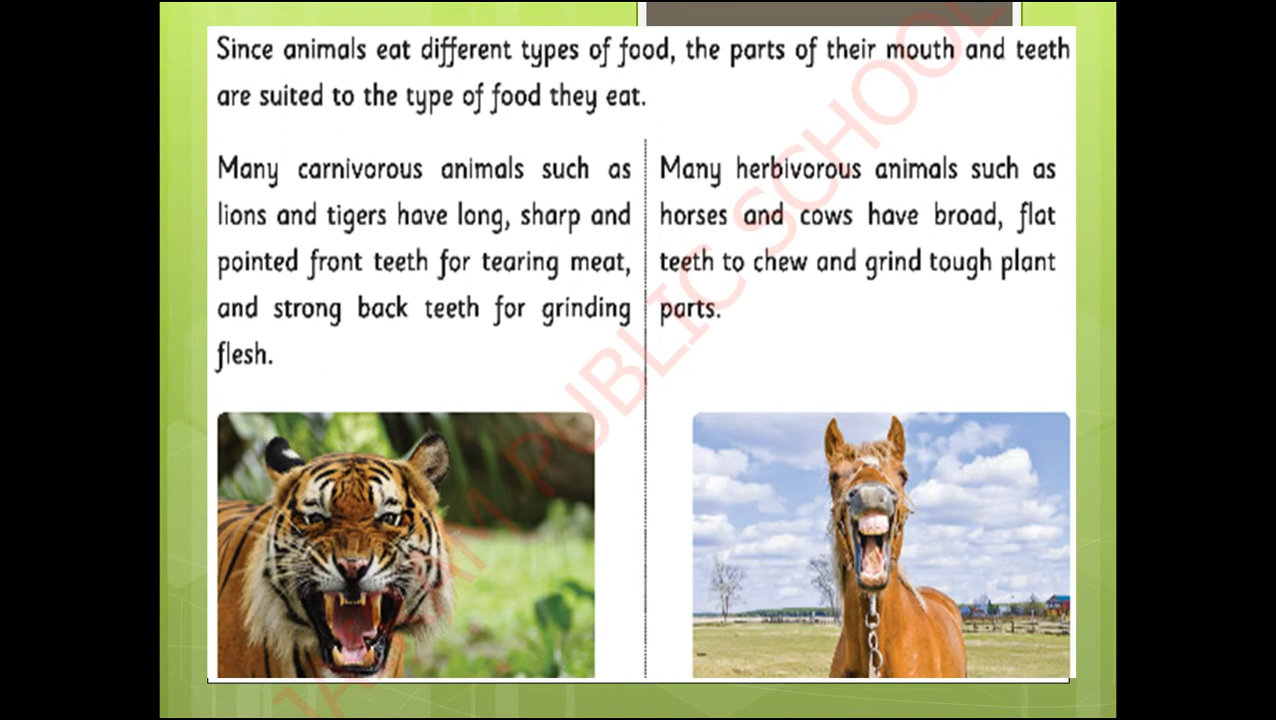 Since animals eat different types of food, the parts of their mouth and teeth
are suited to the type of food they eat.
Many carnivorous animals such as
lions and tigers have long, sharp and
pointed front teeth for tearing meat,
and strong back teeth for grinding
flesh.
Many herbivorous animals such as
horses and cows have broad, flat
teeth to chew and grind tough plant
parts.
PUBLIC SCHOOL